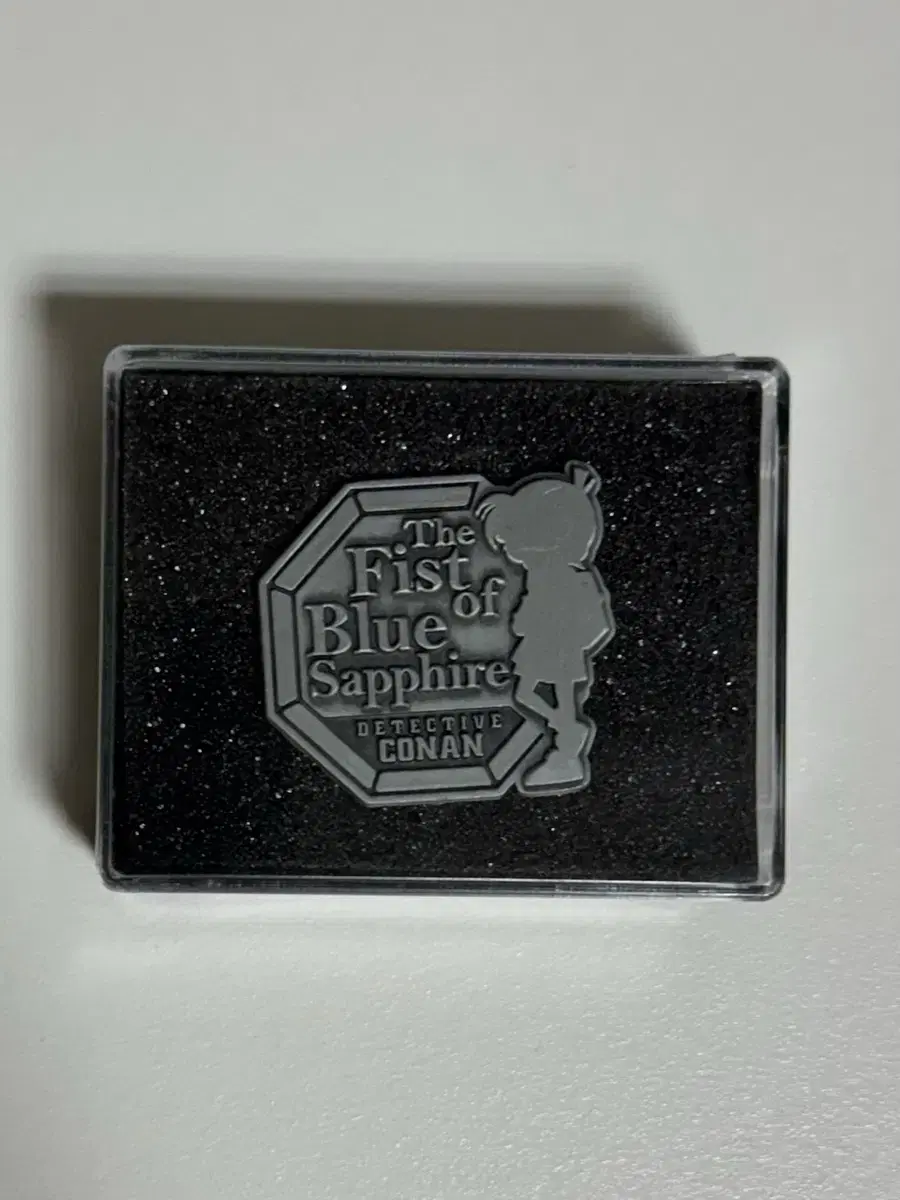 The
Fist
of
Blue
Sapphire
DETECTIVE
CONAN